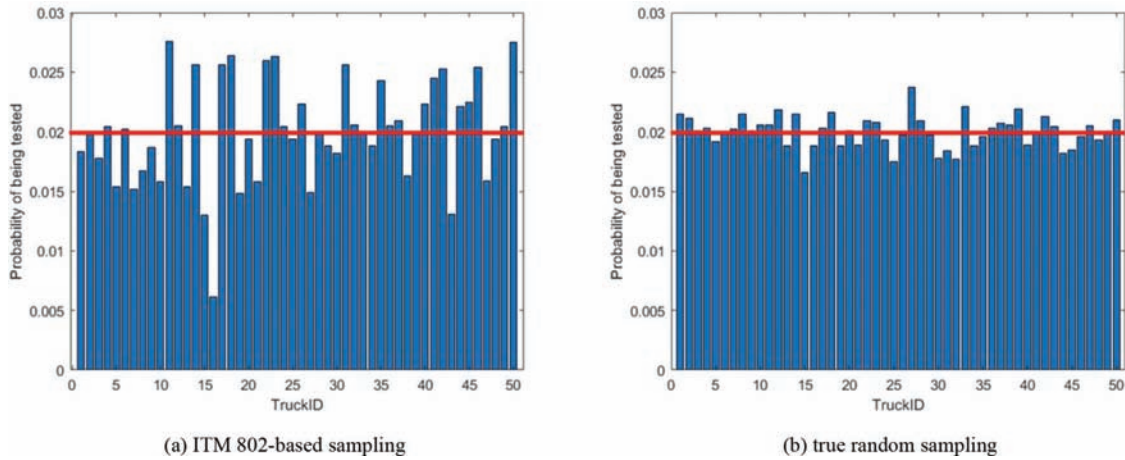 0.03
0.025
0.02
0.015
0.01
0.005
0
Probability of being tested
0 5 10 15 20 25 30 35 40 45 50
TruckID
(a) ITM 802-based sampling
0.03
0.025
0.02
0.015
0.01
0.005
0
Probability of being tested
0 5 10 15 20 25 30 35 40 45 50
TruckID
(b) true random sampling